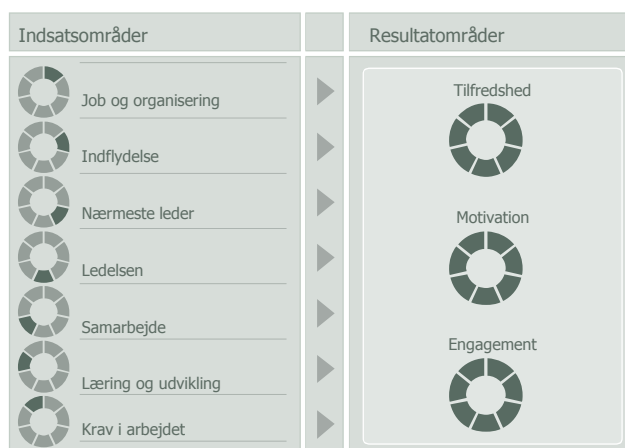 Indsatsområder
Resultatområder
Job og organisering
Indflydelse
Nærmeste leder
Ledelsen
Samarbejde
Læring og udvikling
Krav i arbejdet
Tilfredshed
Motivation
Engagement